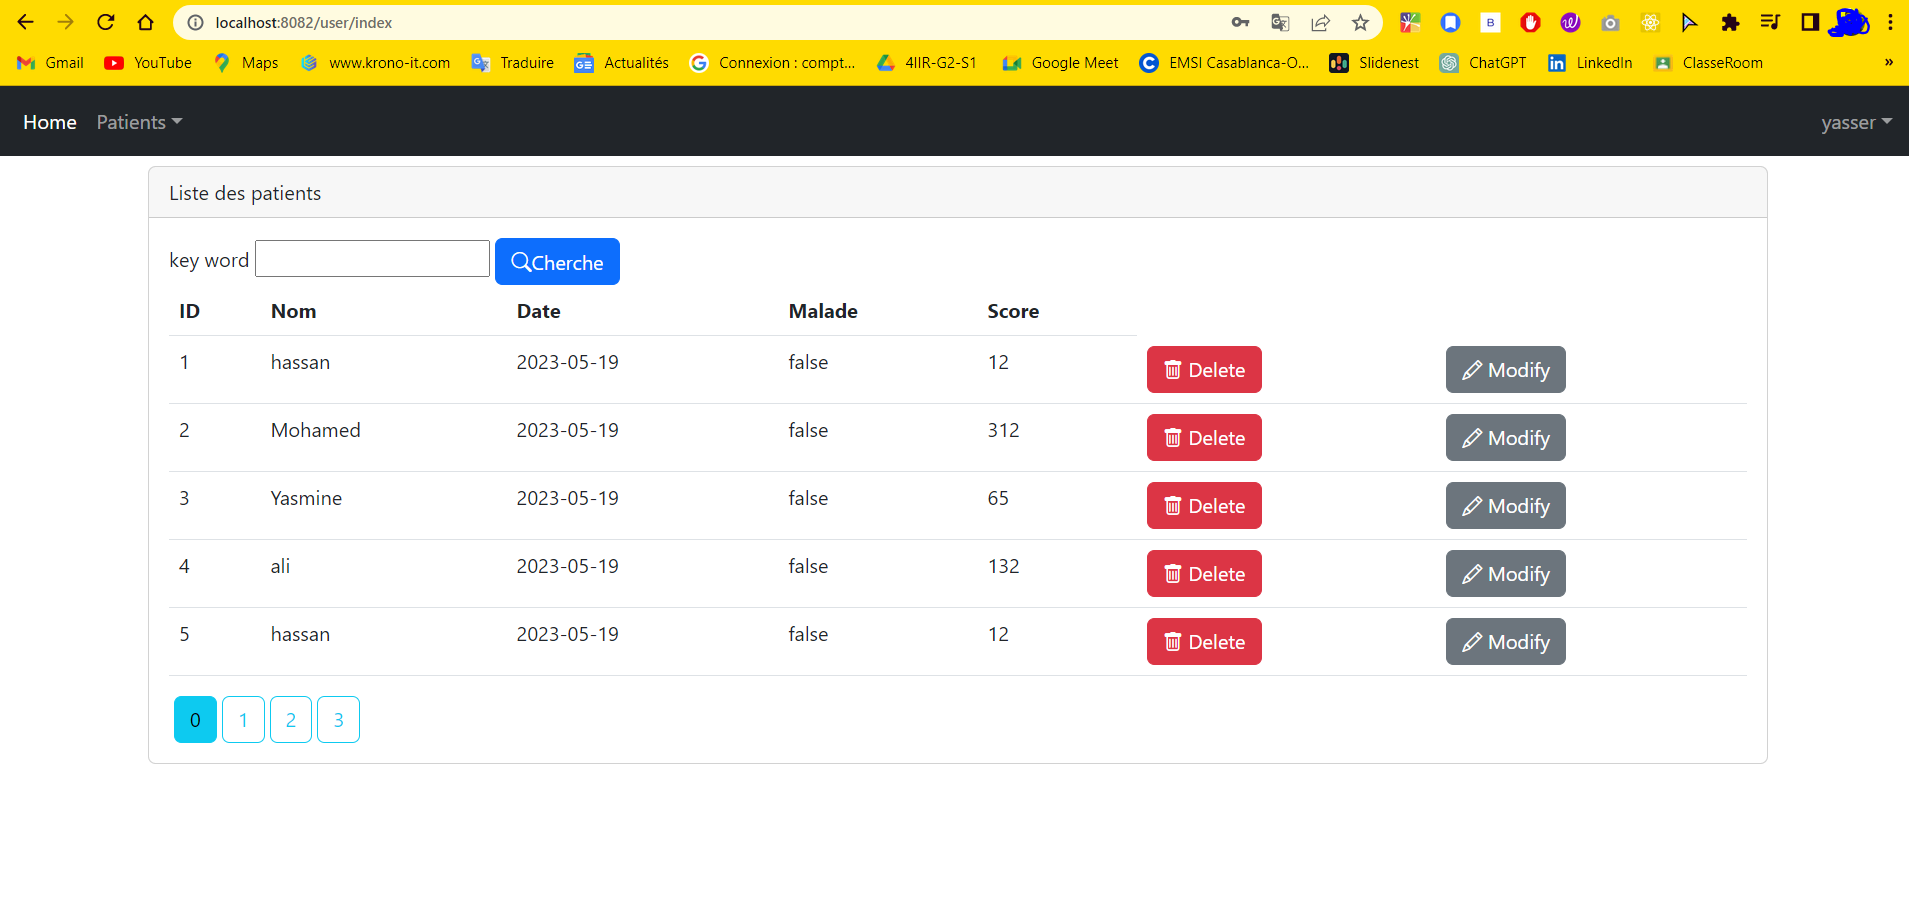 localhost:8082/user/index
Gmail YouTube Maps www.krono-it.com Traduire Actualités Connexion : compt... 4IIR-G2-S1 Google Meet EMSI Casablanca-O... Slidenest ChatGPT LinkedIn ClasseRoom »
Home Patients yasser
Liste des patients
key word Cherche
ID Nom Date Malade Score
1 hassan 2023-05-19 false 12 Delete Modify
2 Mohamed 2023-05-19 false 312 Delete Modify
3 Yasmine 2023-05-19 false 65 Delete Modify
4 ali 2023-05-19 false 132 Delete Modify
5 hassan 2023-05-19 false 12 Delete Modify
0 1 2 3